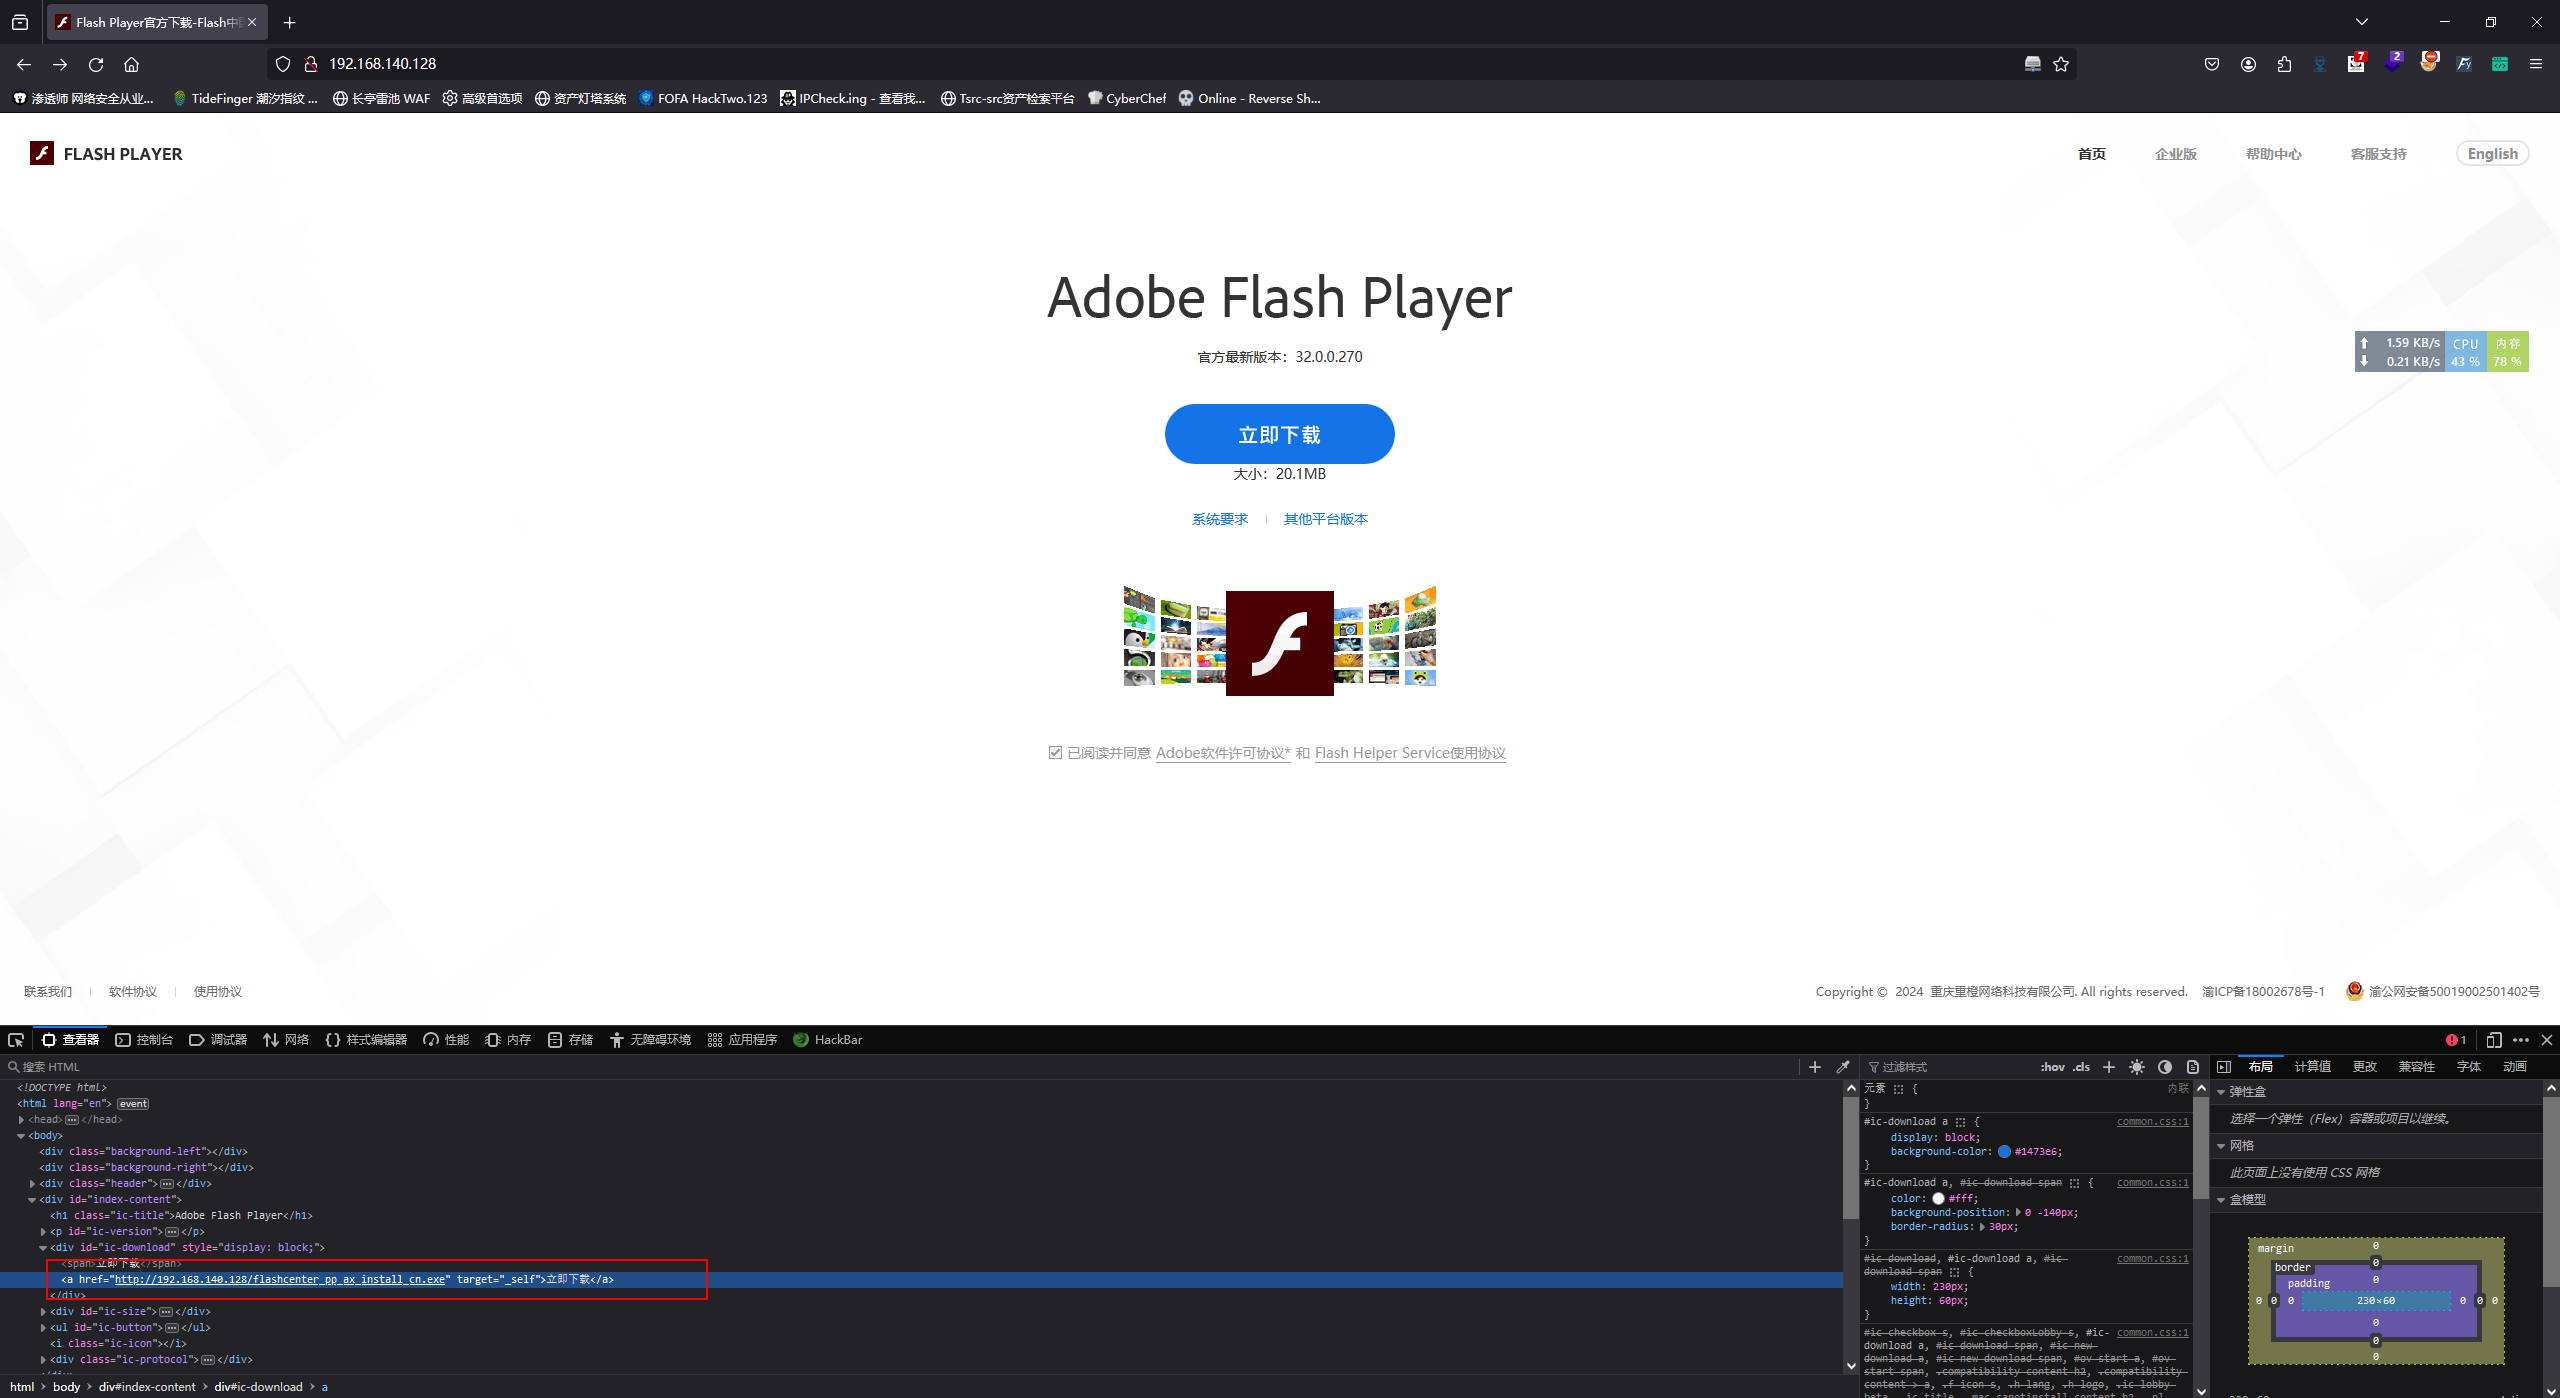 Flash Player官方下载-Flash中
192.168.140.128
7
2
渗透师 网络安全从业...
TideFinger 潮汐指纹 ...
长亭雷池 WAF
高级首选项
资产灯塔系统
FOFA HackTwo.123
IPCheck.ing - 查看我...
Tsrc-src资产检索平台
CyberChef
Online - Reverse Sh...
FLASH PLAYER
首页
企业版
帮助中心
客服支持
English
Adobe Flash Player
官方最新版本：32.0.0.270
1.59 KB/s CPU 内存
0.21 KB/s 43 % 78 %
立即下载
大小：20.1MB
系统要求 | 其他平台版本
已阅读并同意 Adobe软件许可协议* 和 Flash Helper Service使用协议
联系我们 | 软件协议 | 使用协议
Copyright © 2024 重庆重橙网络科技有限公司. All rights reserved. 渝ICP备18002678号-1 渝公网安备50019002501402号
查看器 控制台 调试器 网络 {} 样式编辑器 性能 内存 存储 无障碍环境 应用程序 HackBar
1
搜索 HTML
<!DOCTYPE html>
<html lang="en"> event
<head> ... </head>
<body>
<div class="background-left"></div>
<div class="background-right"></div>
<div class="header"> ... </div>
<div id="index-content">
<h1 class="ic-title">Adobe Flash Player</h1>
<p id="ic-version"> ... </p>
<div id="ic-download" style="display: block;">
<span>立即下载</span>
<a href="http://192.168.140.128/flashcenter_pp_ax_install_cn.exe" target="_self">立即下载</a>
</div>
<div id="ic-size"> ... </div>
<ul id="ic-button"> ... </ul>
<i class="ic-icon"></i>
<div class="ic-protocol"> ... </div>
html > body > div#index-content > div#ic-download > a
过滤样式
:hov .cls
元素 { 内联
}
#ic-download a { common.css:1
display: block;
background-color: #1473e6;
}
#ic-download a, #ic-download span { common.css:1
color: #fff;
background-position: 0 -140px;
border-radius: 30px;
}
#ic-download, #ic-download a, #ic- common.css:1
download span {
width: 230px;
height: 60px;
}
#ic-checkbox-s, #ic-checkboxLobby-s, #ic- common.css:1
download a, #ic-download span, #ic-new-
download a, #ic-new-download span, #ov-start a, #ov-
start span, .compatibility-content h2, .compatibility-
content > a, .f-icon-s, .h-lang, .h-logo, .ic-lobby-
布局 计算值 更改 兼容性 字体 动画
弹性盒
选择一个弹性（Flex）容器或项目以继续。
网格
此页面上没有使用 CSS 网格
盒模型
margin 0
border 0
padding 0
0 0 0 230×60 0 0 0
0
0
0